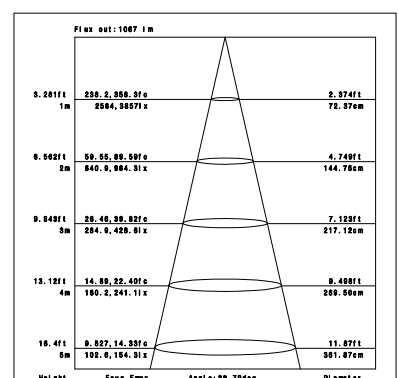 Flux out:1067 lm
3.281ft 238.2,358.3fc 2.374ft
1m 2564,3857lx 72.37cm
6.562ft 59.55,89.59fc 4.749ft
2m 640.9,964.3lx 144.75cm
9.843ft 26.46,39.82fc 7.123ft
3m 284.9,428.6lx 217.12cm
13.12ft 14.89,22.40fc 9.498ft
4m 160.2,241.1lx 289.50cm
16.4ft 9.527,14.33fc 11.87ft
5m 102.6,154.3lx 361.87cm
Height Eave,Emax Diameter